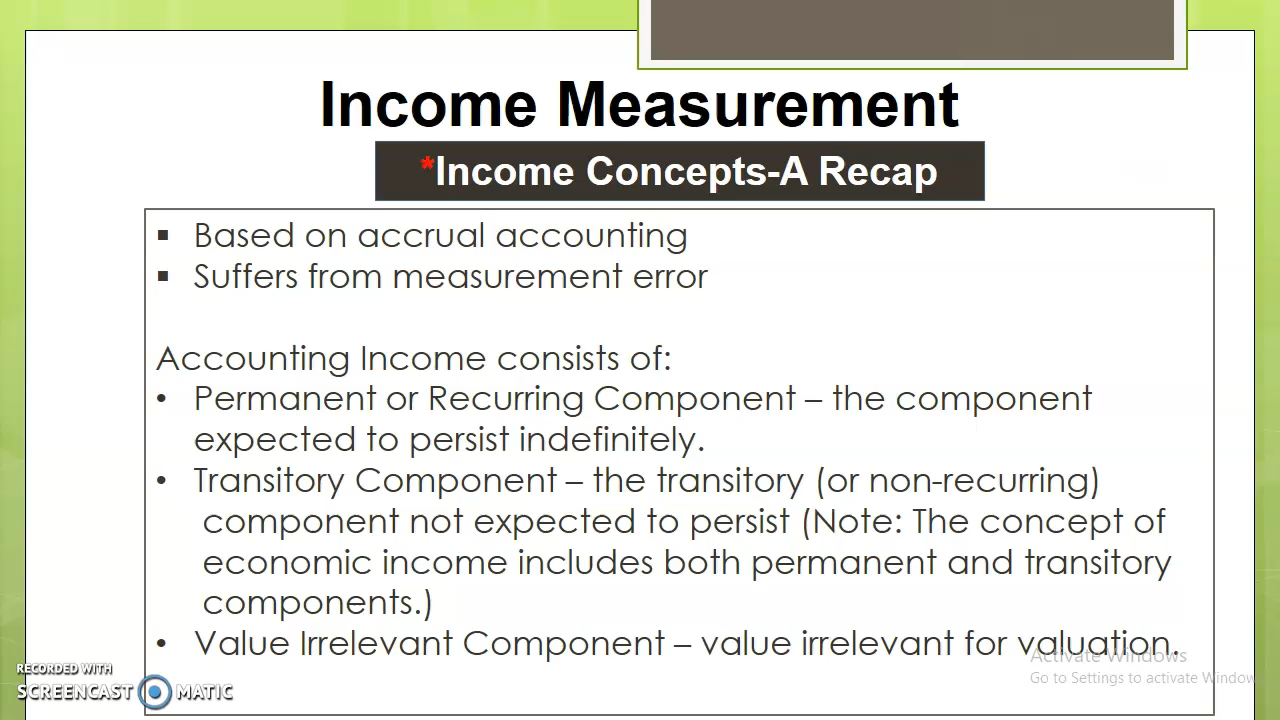 Income Measurement
*Income Concepts-A Recap
▪ Based on accrual accounting
▪ Suffers from measurement error
Accounting Income consists of:
• Permanent or Recurring Component – the component
expected to persist indefinitely.
• Transitory Component – the transitory (or non-recurring)
component not expected to persist (Note: The concept of
economic income includes both permanent and transitory
components.)
• Value Irrelevant Component – value irrelevant for valuation.
Activate Windows
Go to Settings to activate Window
RECORDED WITH
SCREENCAST MATIC